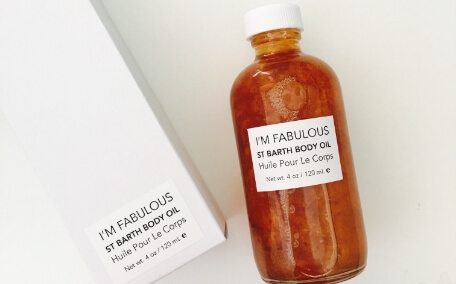 I'M FABULOUS
ST BARTH BODY OIL
Huile Pour Le Corps
Net wt. 4 oz / 120 mL ℮
I'M FABULOUS
ST BARTH BODY OIL
Huile Pour Le Corps
Net wt. 4 oz / 120 mL ℮